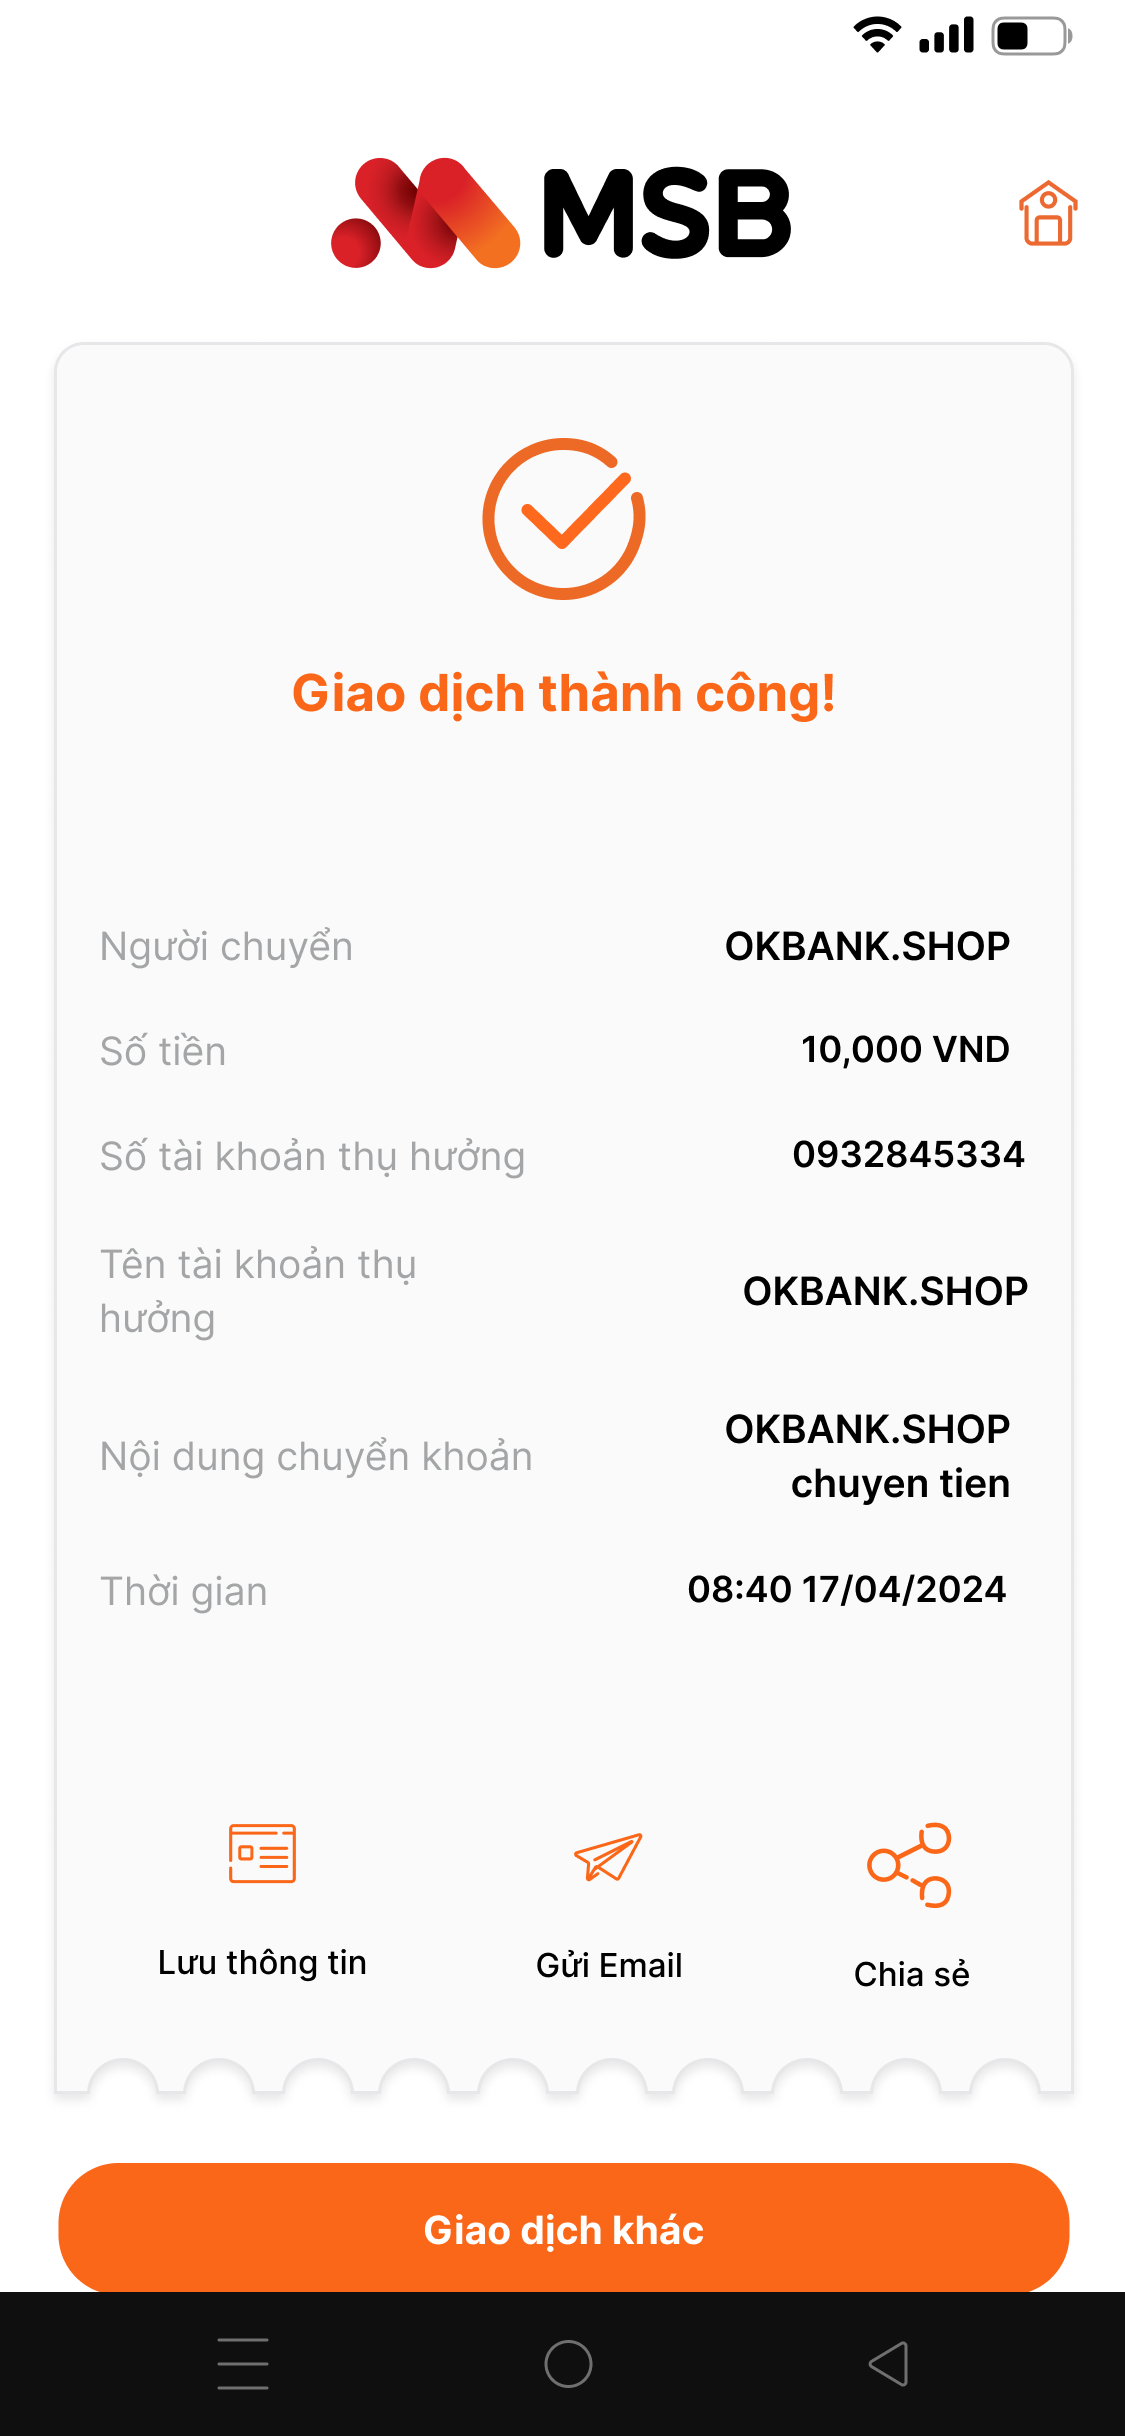 MSB
Giao dịch thành công!
Người chuyển
OKBANK.SHOP
Số tiền
10,000 VND
Số tài khoản thụ hưởng
0932845334
Tên tài khoản thụ
hưởng
OKBANK.SHOP
Nội dung chuyển khoản
OKBANK.SHOP
chuyen tien
Thời gian
08:40 17/04/2024
Lưu thông tin
Gửi Email
Chia sẻ
Giao dịch khác